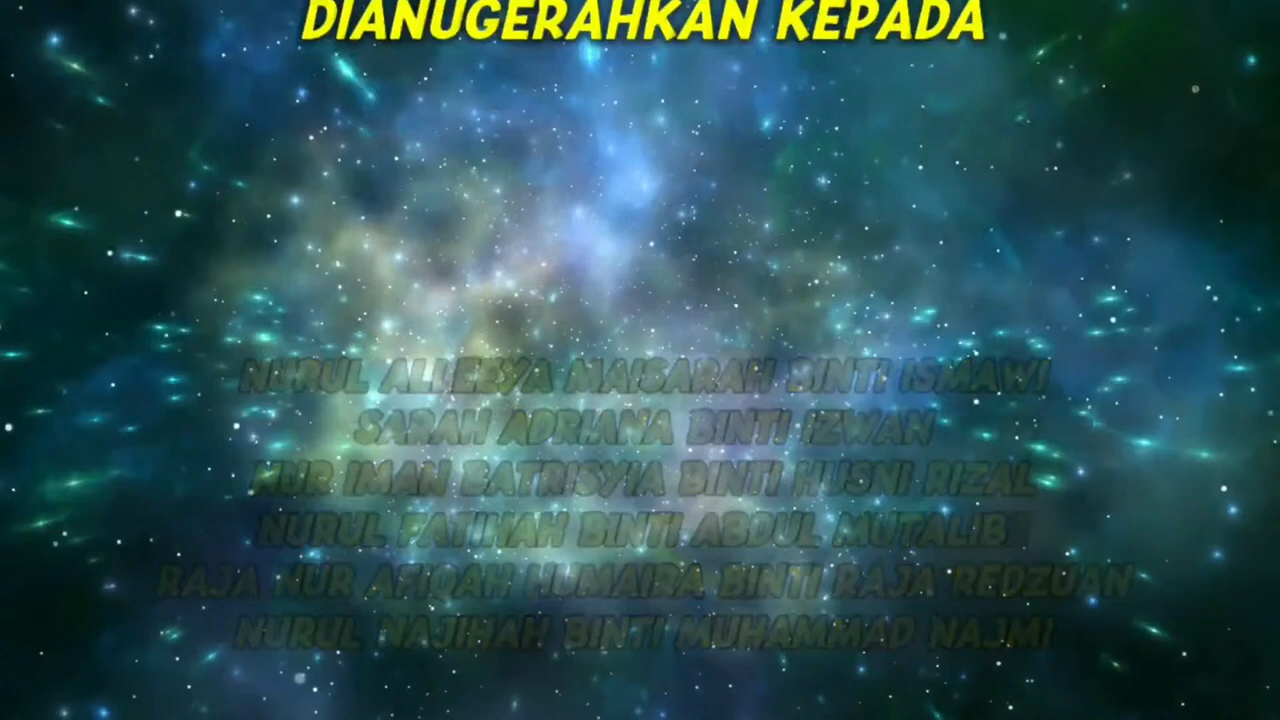 DIANUGERAHKAN KEPADA
NURUL ALLEEYA MAISARAH BINTI ISMAWI
SARAH ADRIANA BINTI IZWAN
NUR IMAN BATRISYIA BINTI HUSNI RIZAL
NURUL FATIHAH BINTI ABDUL MUTALIB
RAJA NUR AFIQAH HUMAIRA BINTI RAJA REDZUAN
NURUL NAJIHAH BINTI MUHAMMAD NAJMI